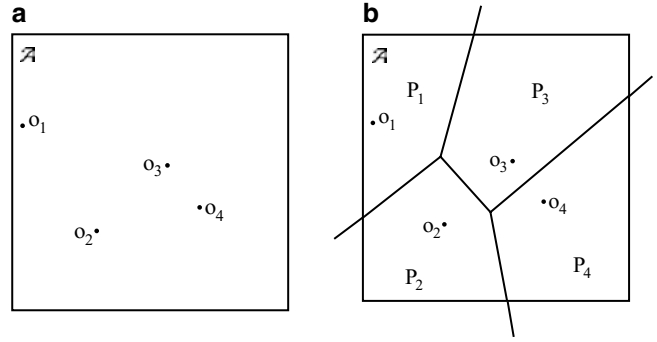 a
𝒜
o₁
o₃
o₄
o₂
b
𝒜
P₁
P₃
o₁
o₃
o₄
o₂
P₂
P₄